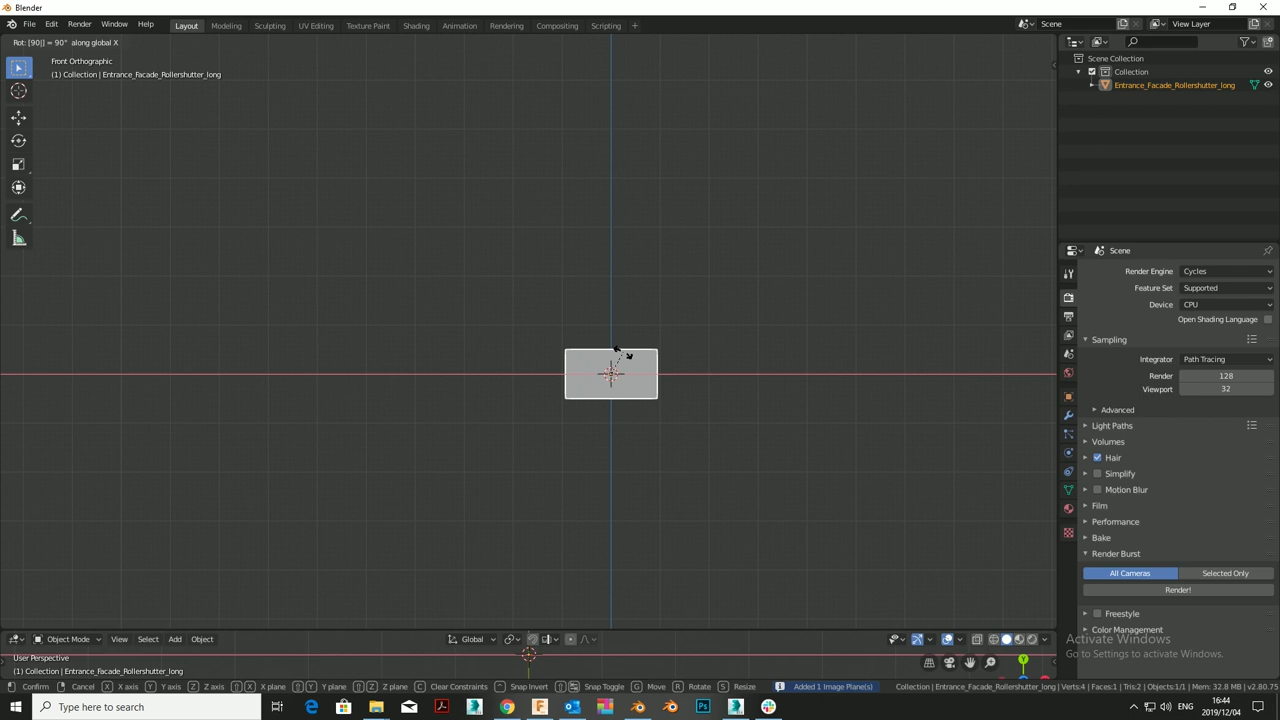 Blender
File Edit Render Window Help Layout Modeling Sculpting UV Editing Texture Paint Shading Animation Rendering Compositing Scripting + Scene View Layer
Rot: [90|] = 90° along global X
Front Orthographic
(1) Collection | Entrance_Facade_Rollershutter_long
Scene Collection
Collection
Entrance_Facade_Rollershutter_long
Scene
Render Engine Cycles
Feature Set Supported
Device CPU
Open Shading Language
Sampling
Integrator Path Tracing
Render 128
Viewport 32
Advanced
Light Paths
Volumes
Hair
Simplify
Motion Blur
Film
Performance
Bake
Render Burst
All Cameras Selected Only
Render!
Freestyle
Color Management
Object Mode View Select Add Object Global
User Perspective
(1) Collection | Entrance_Facade_Rollershutter_long
Y
Activate Windows
Go to Settings to activate Windows.
Confirm Cancel X X axis Y Y axis Z Z axis X X plane Y Y plane Z Z plane C Clear Constraints Snap Invert Snap Toggle G Move R Rotate S Resize Added 1 Image Plane(s) Collection | Entrance_Facade_Rollershutter_long | Verts:4 | Faces:1 | Tris:2 | Objects:1/1 | Mem: 32.8 MB | v2.80.75
Type here to search
16:44
2019/12/04